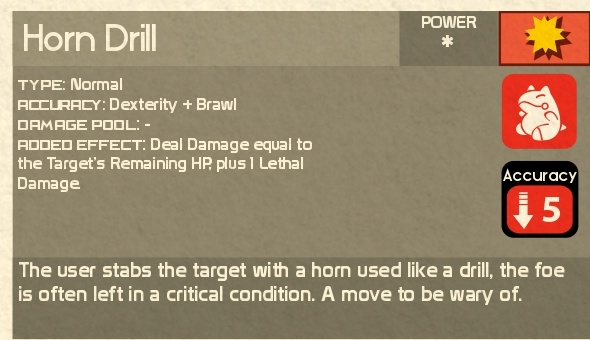 Horn Drill
POWER
*
TYPE: Normal
ACCURACY: Dexterity + Brawl
DAMAGE POOL: -
ADDED EFFECT: Deal Damage equal to
the Target's Remaining HP, plus 1 Lethal
Damage.
Accuracy
5
The user stabs the target with a horn used like a drill, the foe
is often left in a critical condition. A move to be wary of.